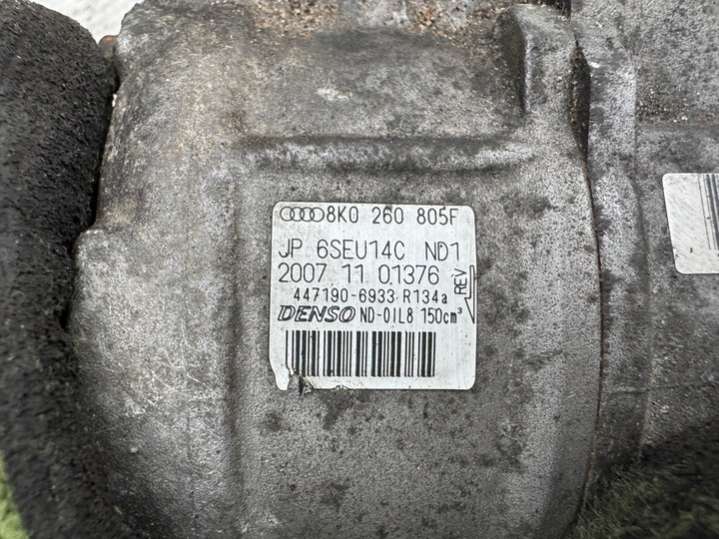 8K0 260 805F
JP 6SEU14C ND1
2007 11 01376
REV
447190-6933 R134a
DENSO ND-OIL8 150cm³